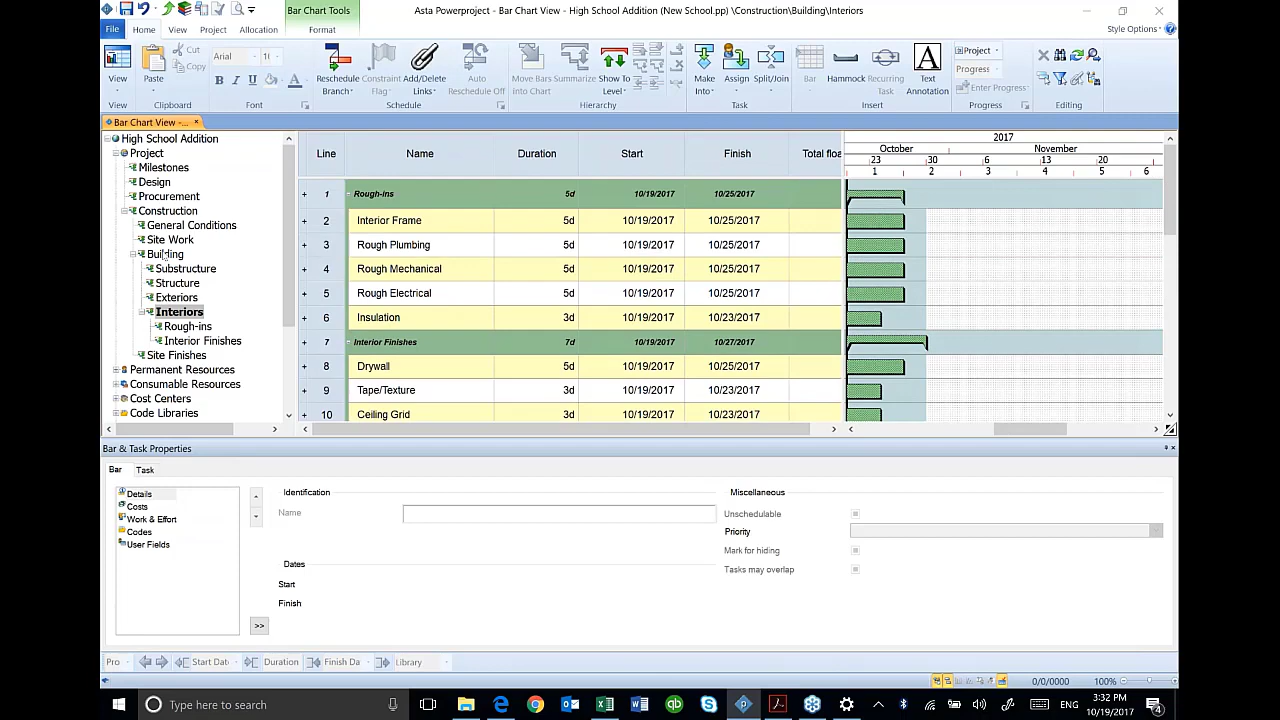 Bar Chart Tools
Asta Powerproject - Bar Chart View - High School Addition (New School.pp) \Construction\Building\Interiors
File Home View Project Allocation Format
Style Options
View
Paste
Cut
Copy
Arial
B I U A
Reschedule Branch
Constraint Flag
Add/Delete Links
Auto Reschedule Off
Move Bars Into Chart
Summarize
Show To Level
Make Into
Assign
Split/Join
Bar
Hammock
Recurring Task
Text Annotation
Project
Progress
Enter Progress
View Clipboard Font Schedule Hierarchy Task Insert Progress Editing
Bar Chart View -...
High School Addition
Project
Milestones
Design
Procurement
Construction
General Conditions
Site Work
Building
Substructure
Structure
Exteriors
Interiors
Rough-ins
Interior Finishes
Site Finishes
Permanent Resources
Consumable Resources
Cost Centers
Code Libraries
Line Name Duration Start Finish Total floa
2017
October November
23 30 6 13 20
1 2 3 4 5 6
1 Rough-ins 5d 10/19/2017 10/25/2017
2 Interior Frame 5d 10/19/2017 10/25/2017
3 Rough Plumbing 5d 10/19/2017 10/25/2017
4 Rough Mechanical 5d 10/19/2017 10/25/2017
5 Rough Electrical 5d 10/19/2017 10/25/2017
6 Insulation 3d 10/19/2017 10/23/2017
7 Interior Finishes 7d 10/19/2017 10/27/2017
8 Drywall 5d 10/19/2017 10/25/2017
9 Tape/Texture 3d 10/19/2017 10/23/2017
10 Ceiling Grid 3d 10/19/2017 10/23/2017
Bar & Task Properties
Bar Task
Details
Costs
Work & Effort
Codes
User Fields
>>
Identification
Name
Dates
Start
Finish
Miscellaneous
Unschedulable
Priority
Mark for hiding
Tasks may overlap
Pro Start Dat Duration Finish Da Library
0/0/0000 100%
Type here to search
3:32 PM
10/19/2017